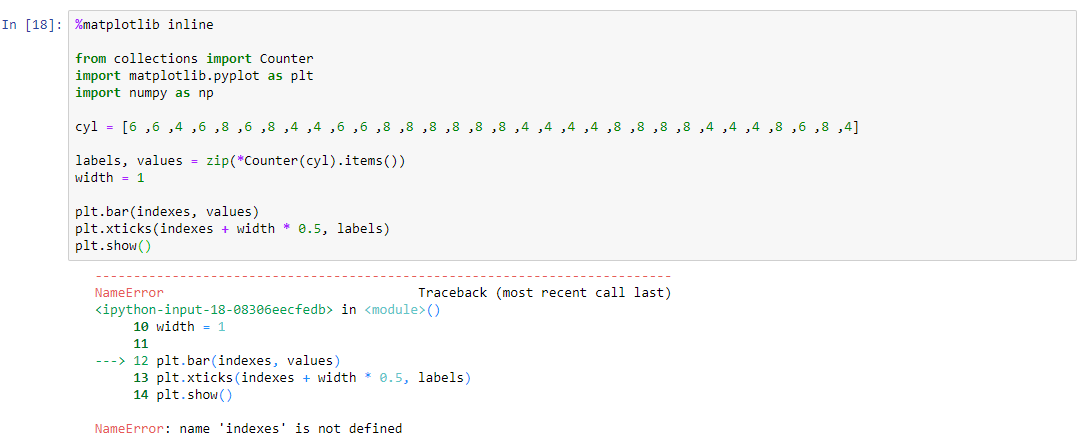 In [18]: %matplotlib inline
from collections import Counter
import matplotlib.pyplot as plt
import numpy as np
cyl = [6 ,6 ,4 ,6 ,8 ,6 ,8 ,4 ,4 ,6 ,6 ,8 ,8 ,8 ,8 ,8 ,8 ,4 ,4 ,4 ,4 ,8 ,8 ,8 ,8 ,4 ,4 ,4 ,8 ,6 ,8 ,4]
labels, values = zip(*Counter(cyl).items())
width = 1
plt.bar(indexes, values)
plt.xticks(indexes + width * 0.5, labels)
plt.show()
---------------------------------------------------------------------------
NameError                                 Traceback (most recent call last)
<ipython-input-18-08306eecfedb> in <module>()
     10 width = 1
     11
---> 12 plt.bar(indexes, values)
     13 plt.xticks(indexes + width * 0.5, labels)
     14 plt.show()
NameError: name 'indexes' is not defined